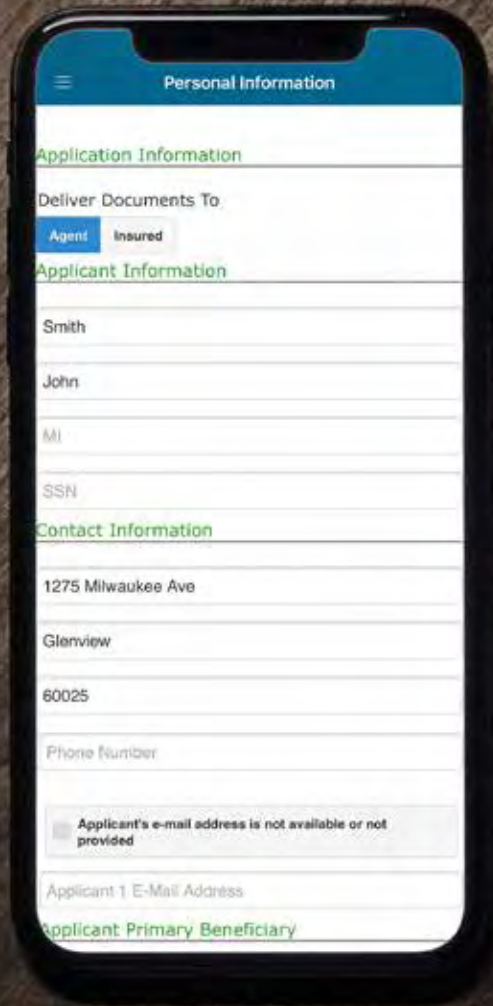 Personal Information
Application Information
Deliver Documents To
Agent Insured
Applicant Information
Smith
John
MI
SSN
Contact Information
1275 Milwaukee Ave
Glenview
60025
Phone Number
Applicant's e-mail address is not available or not
provided
Applicant 1 E-Mail Address
Applicant Primary Beneficiary